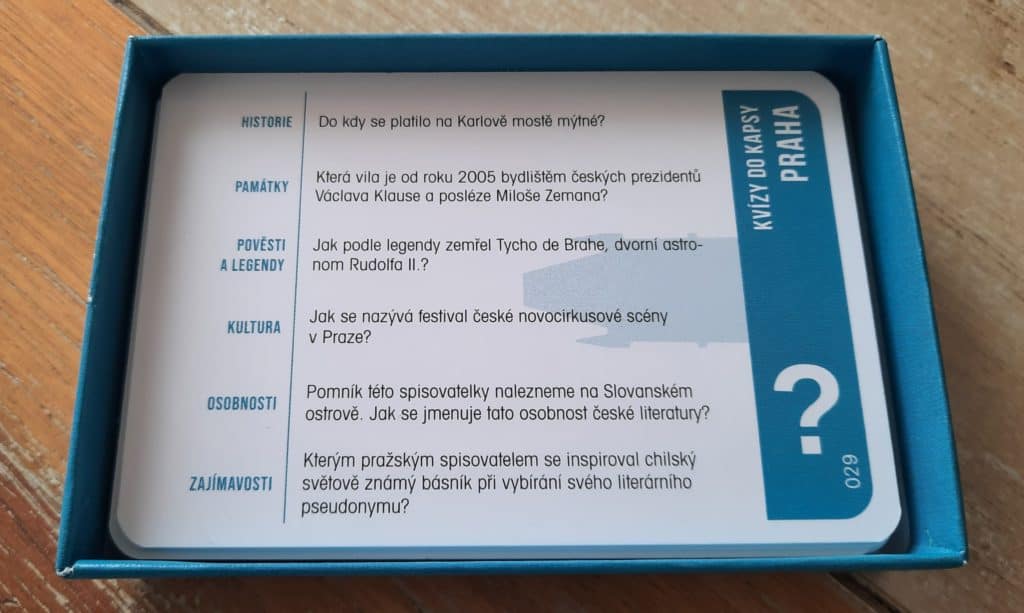 HISTORIE
Do kdy se platilo na Karlově mostě mýtné?
PAMÁTKY
Která vila je od roku 2005 bydlištěm českých prezidentů
Václava Klause a posléze Miloše Zemana?
POVĚSTI
A LEGENDY
Jak podle legendy zemřel Tycho de Brahe, dvorní astro-
nom Rudolfa II.?
KULTURA
Jak se nazývá festival české novocirkusové scény
v Praze?
OSOBNOSTI
Pomník této spisovatelky nalezneme na Slovanském
ostrově. Jak se jmenuje tato osobnost české literatury?
ZAJÍMAVOSTI
Kterým pražským spisovatelem se inspiroval chilský
světově známý básník při vybírání svého literárního
pseudonymu?
KVÍZY DO KAPSY
PRAHA
?
029